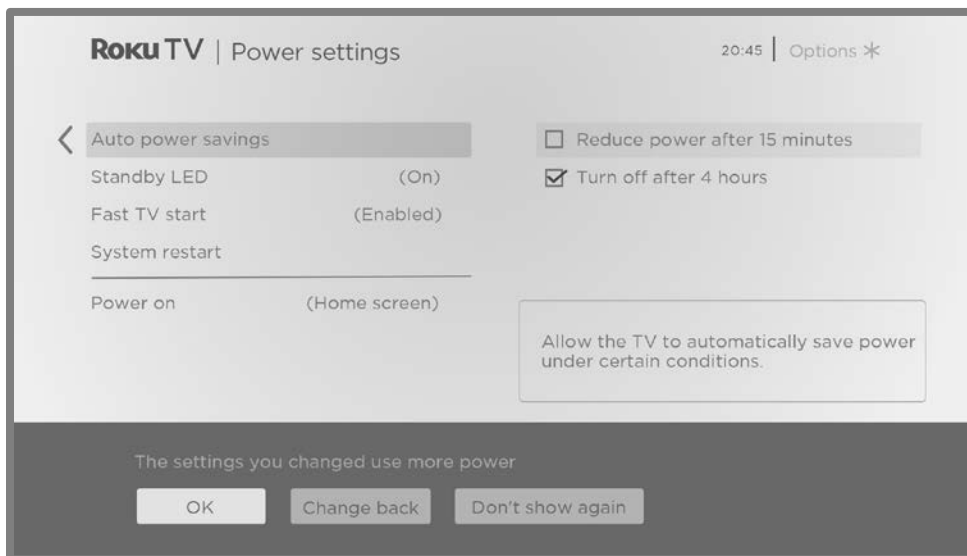 Roku TV | Power settings
20:45 | Options
Auto power savings
Standby LED (On)
Fast TV start (Enabled)
System restart
Power on (Home screen)
Reduce power after 15 minutes
Turn off after 4 hours
Allow the TV to automatically save power
under certain conditions.
The settings you changed use more power
OK Change back Don't show again